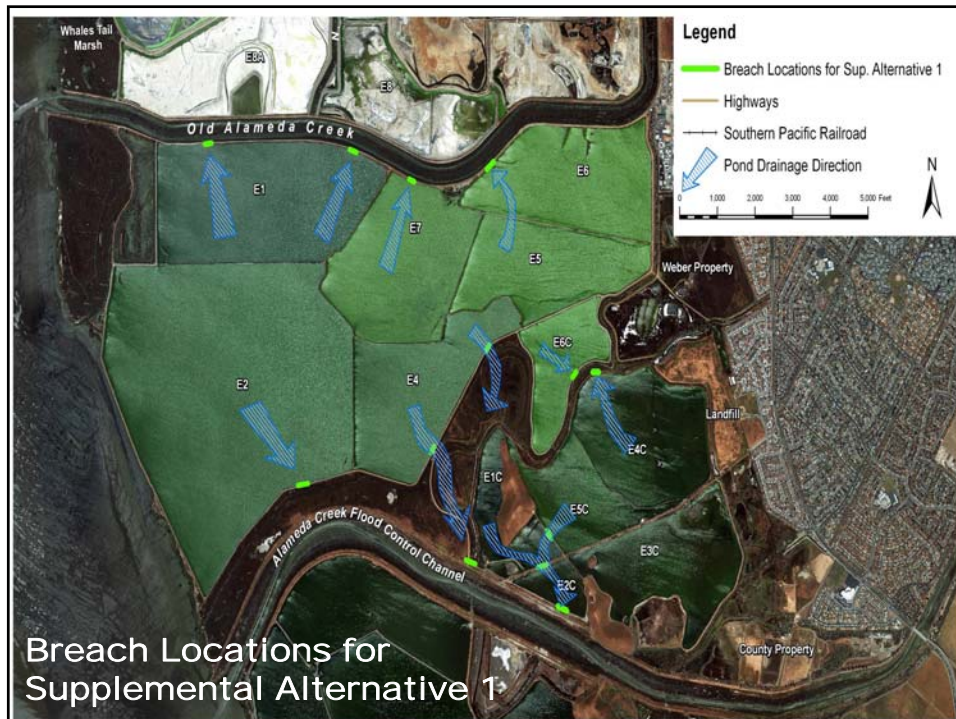 Whales Tail
Marsh
E8A
N
E8
Legend
Breach Locations for Sup. Alternative 1
Highways
Southern Pacific Railroad
Pond Drainage Direction
N
0 1,000 2,000 3,000 4,000 5,000 Feet
Old Alameda Creek
E1
E6
E7
E5
Weber Property
E6C
E2
E4
Landfill
E4C
E1C
E5C
E3C
E2C
Alameda Creek Flood Control Channel
County Property
Breach Locations for
Supplemental Alternative 1